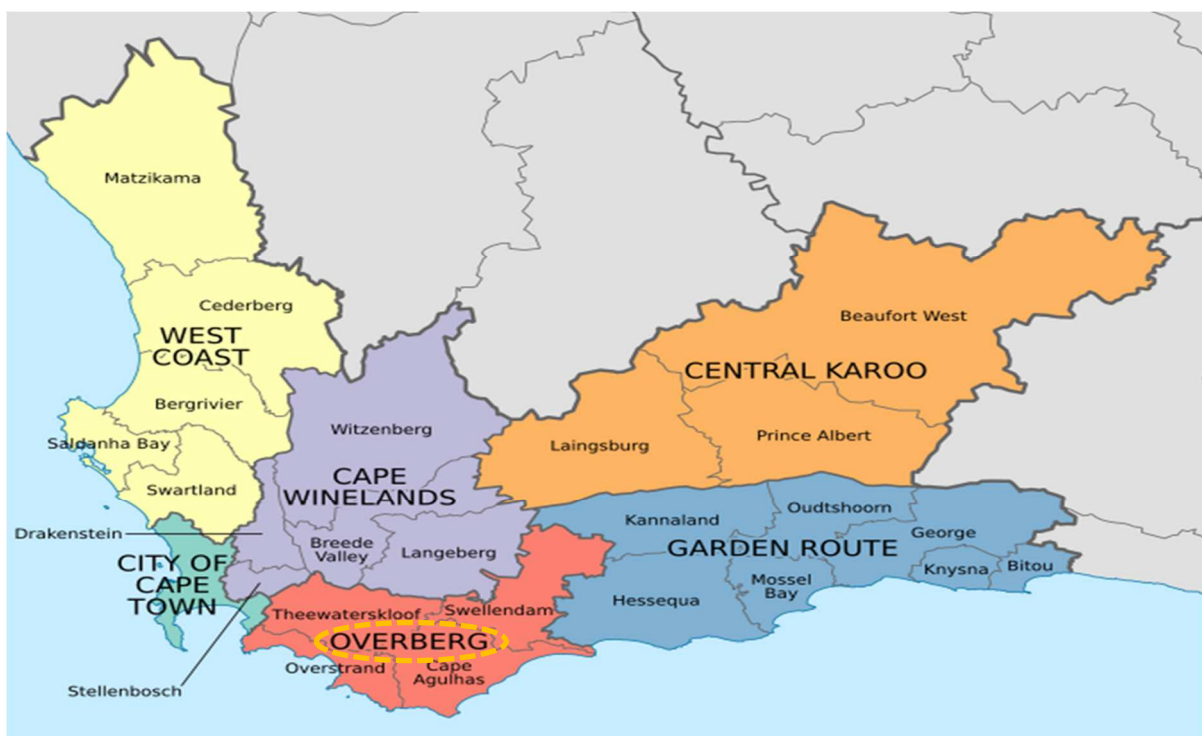 Matzikama
Cederberg
WEST
COAST
Bergrivier
Saldanha Bay
Swartland
Drakenstein
CITY OF
CAPE
TOWN
Stellenbosch
Witzenberg
CAPE
WINELANDS
Breede
Valley
Langeberg
Theewaterskloof
Swellendam
OVERBERG
Overstrand
Cape
Agulhas
Beaufort West
CENTRAL KAROO
Laingsburg
Prince Albert
Kannaland
Oudtshoorn
GARDEN ROUTE
George
Hessequa
Mossel
Bay
Knysna
Bitou